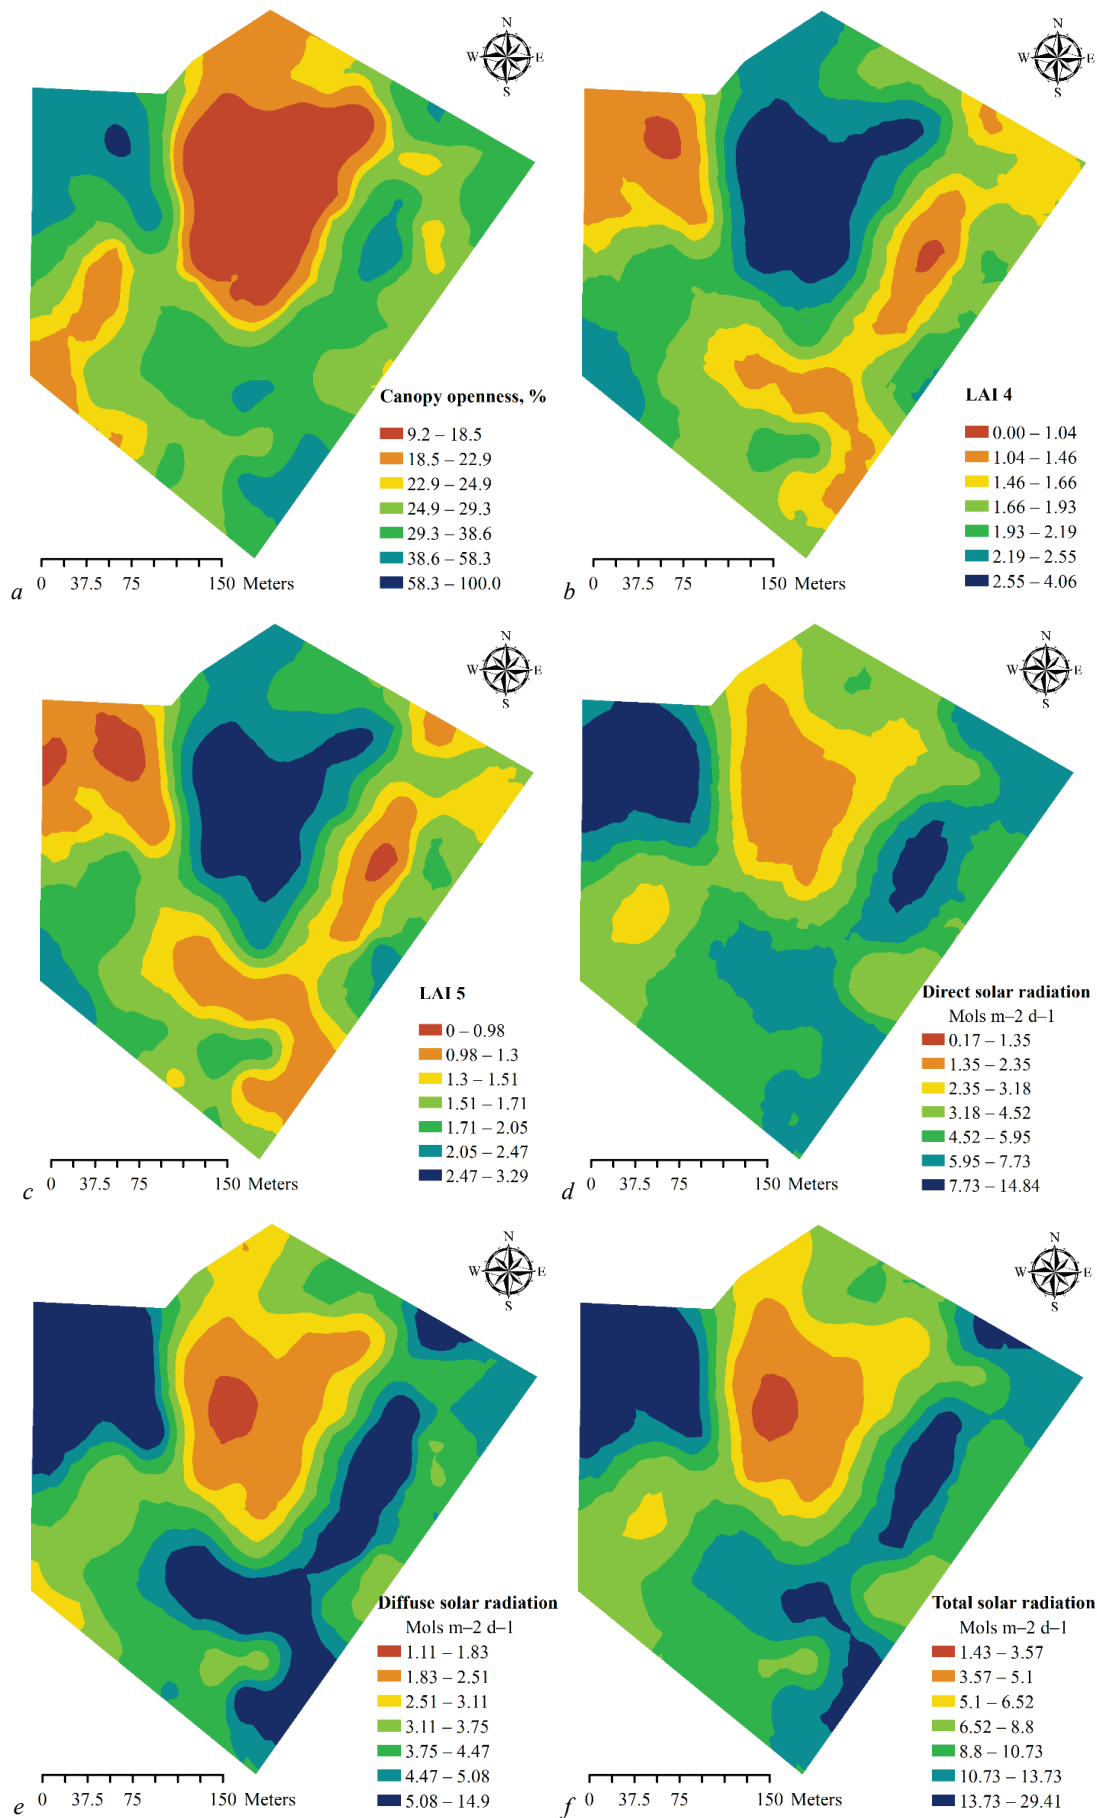 N
W E
S
Canopy openness, %
9.2 – 18.5
18.5 – 22.9
22.9 – 24.9
24.9 – 29.3
29.3 – 38.6
38.6 – 58.3
58.3 – 100.0
0 37.5 75 150 Meters
a
N
W E
S
LAI 4
0.00 – 1.04
1.04 – 1.46
1.46 – 1.66
1.66 – 1.93
1.93 – 2.19
2.19 – 2.55
2.55 – 4.06
0 37.5 75 150 Meters
b
N
W E
S
LAI 5
0 – 0.98
0.98 – 1.3
1.3 – 1.51
1.51 – 1.71
1.71 – 2.05
2.05 – 2.47
2.47 – 3.29
0 37.5 75 150 Meters
c
N
W E
S
Direct solar radiation
Mols m–2 d–1
0.17 – 1.35
1.35 – 2.35
2.35 – 3.18
3.18 – 4.52
4.52 – 5.95
5.95 – 7.73
7.73 – 14.84
0 37.5 75 150 Meters
d
N
W E
S
Diffuse solar radiation
Mols m–2 d–1
1.11 – 1.83
1.83 – 2.51
2.51 – 3.11
3.11 – 3.75
3.75 – 4.47
4.47 – 5.08
5.08 – 14.9
0 37.5 75 150 Meters
e
N
W E
S
Total solar radiation
Mols m–2 d–1
1.43 – 3.57
3.57 – 5.1
5.1 – 6.52
6.52 – 8.8
8.8 – 10.73
10.73 – 13.73
13.73 – 29.41
0 37.5 75 150 Meters
f